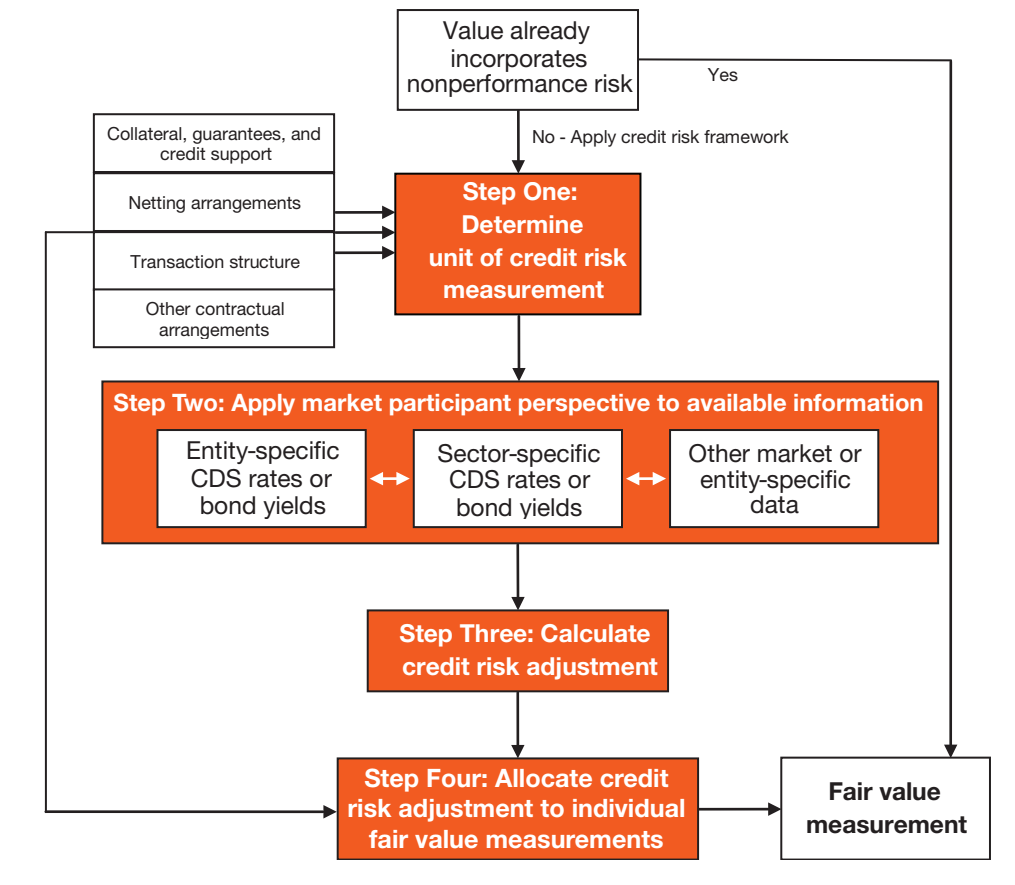 Value already
incorporates
nonperformance risk
Yes
No - Apply credit risk framework
Collateral, guarantees, and
credit support
Netting arrangements
Transaction structure
Other contractual
arrangements
Step One:
Determine
unit of credit risk
measurement
Step Two: Apply market participant perspective to available information
Entity-specific
CDS rates or
bond yields
Sector-specific
CDS rates or
bond yields
Other market or
entity-specific
data
Step Three: Calculate
credit risk adjustment
Step Four: Allocate credit
risk adjustment to individual
fair value measurements
Fair value
measurement